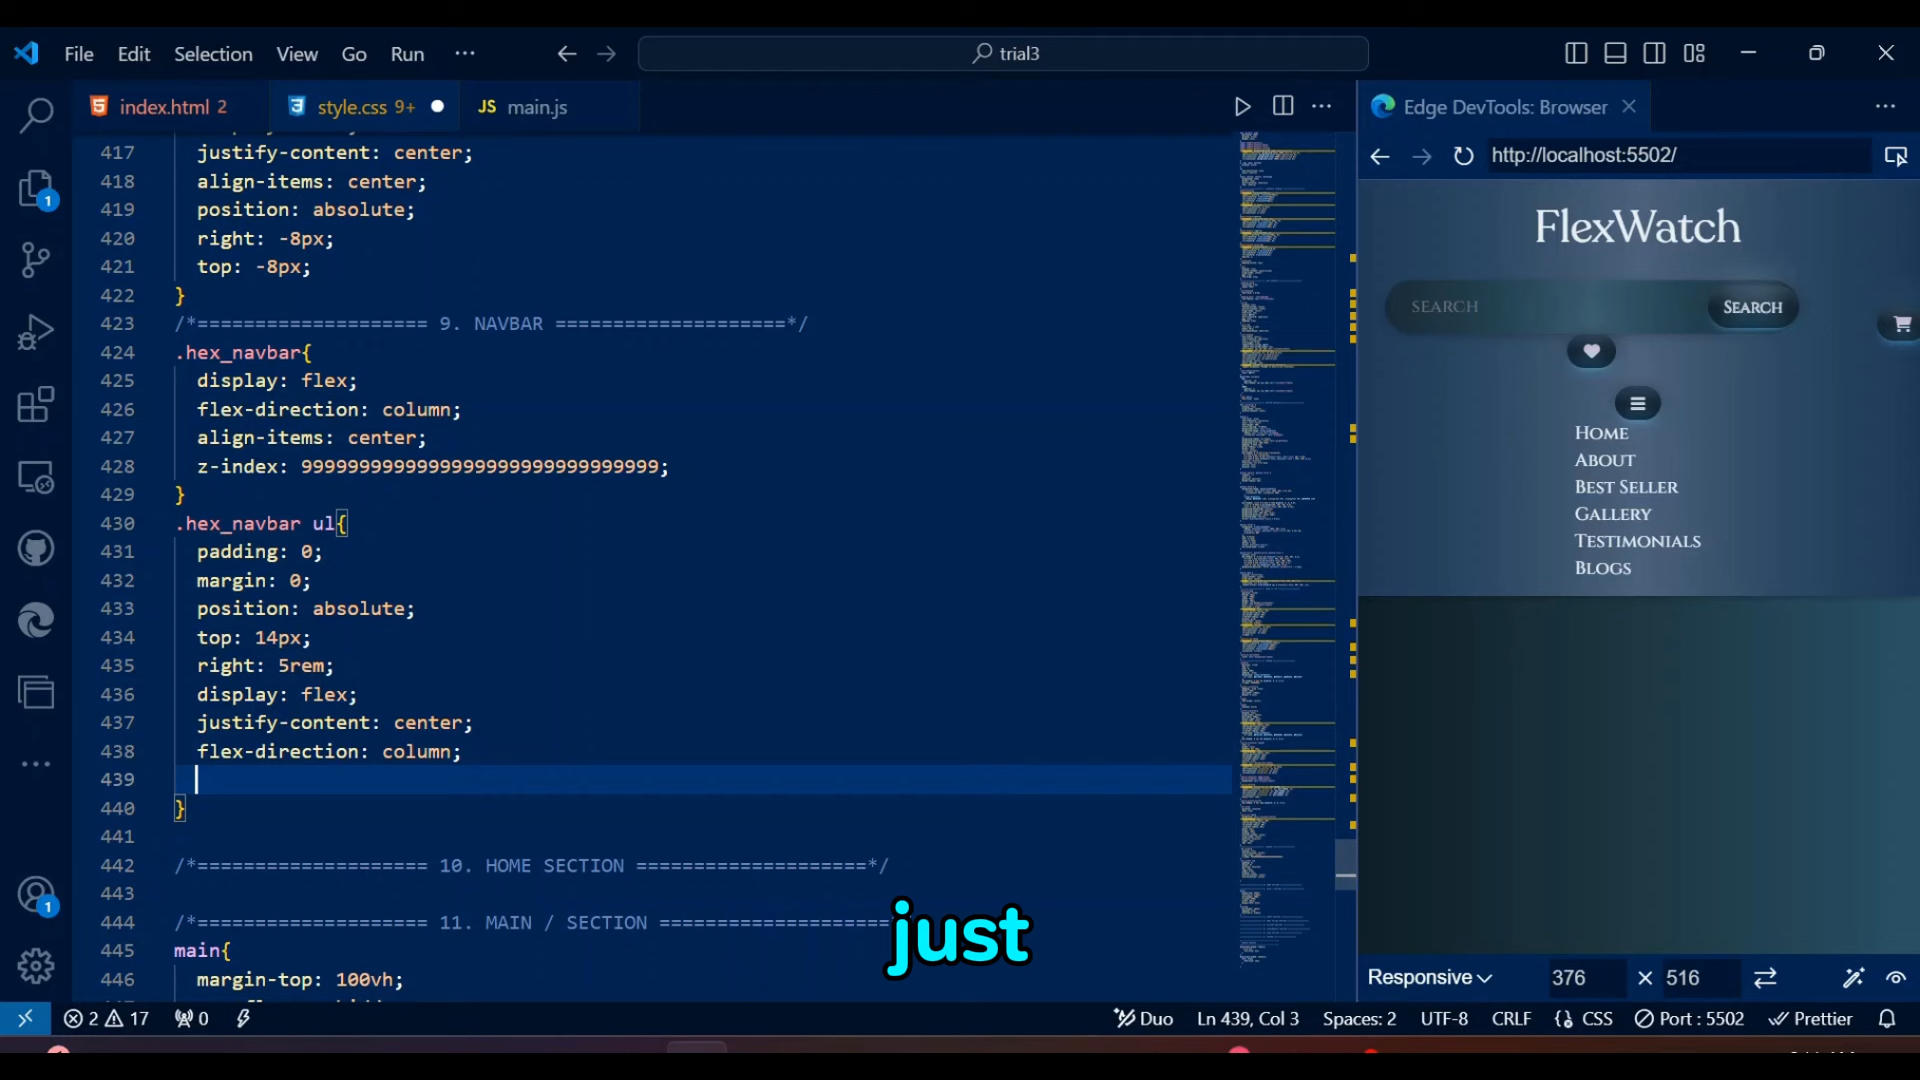 File Edit Selection View Go Run ··· trial3
index.html 2 style.css 9+ JS main.js
Edge DevTools: Browser
http://localhost:5502/
417 justify-content: center;
418 align-items: center;
419 position: absolute;
420 right: -8px;
421 top: -8px;
422 }
423 /*==================== 9. NAVBAR ====================*/
424 .hex_navbar{
425 display: flex;
426 flex-direction: column;
427 align-items: center;
428 z-index: 9999999999999999999999999999999;
429 }
430 .hex_navbar ul{
431 padding: 0;
432 margin: 0;
433 position: absolute;
434 top: 14px;
435 right: 5rem;
436 display: flex;
437 justify-content: center;
438 flex-direction: column;
439
440 }
441
442 /*==================== 10. HOME SECTION ====================*/
443
444 /*==================== 11. MAIN / SECTION ====================
445 main{
446 margin-top: 100vh;
FlexWatch
SEARCH
SEARCH
HOME
ABOUT
BEST SELLER
GALLERY
TESTIMONIALS
BLOGS
just
Responsive 376 × 516
1
1
2 17 0 Duo Ln 439, Col 3 Spaces: 2 UTF-8 CRLF CSS Port : 5502 Prettier